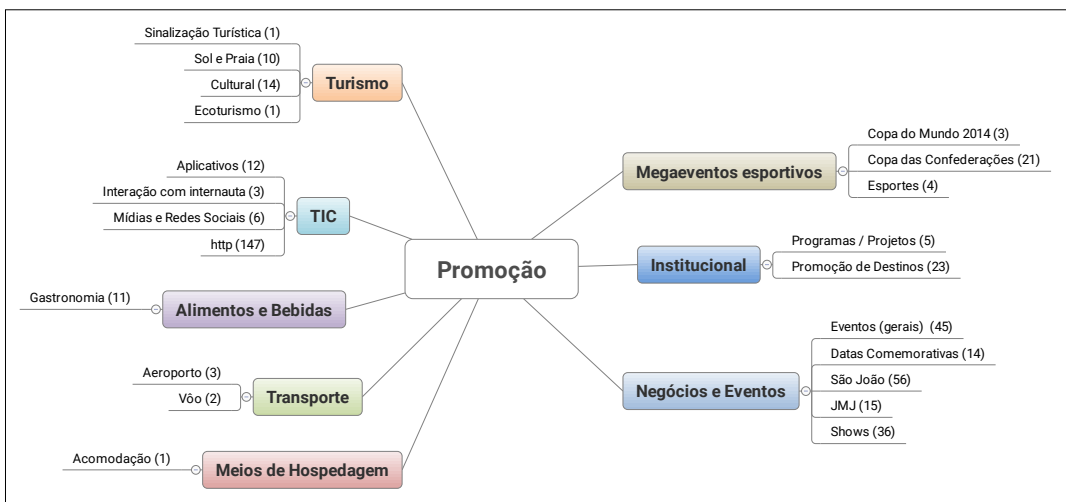 Promoção
Turismo
Sinalização Turística (1)
Sol e Praia (10)
Cultural (14)
Ecoturismo (1)
TIC
Aplicativos (12)
Interação com internauta (3)
Mídias e Redes Sociais (6)
http (147)
Alimentos e Bebidas
Gastronomia (11)
Transporte
Aeroporto (3)
Vôo (2)
Meios de Hospedagem
Acomodação (1)
Megaeventos esportivos
Copa do Mundo 2014 (3)
Copa das Confederações (21)
Esportes (4)
Institucional
Programas / Projetos (5)
Promoção de Destinos (23)
Negócios e Eventos
Eventos (gerais) (45)
Datas Comemorativas (14)
São João (56)
JMJ (15)
Shows (36)